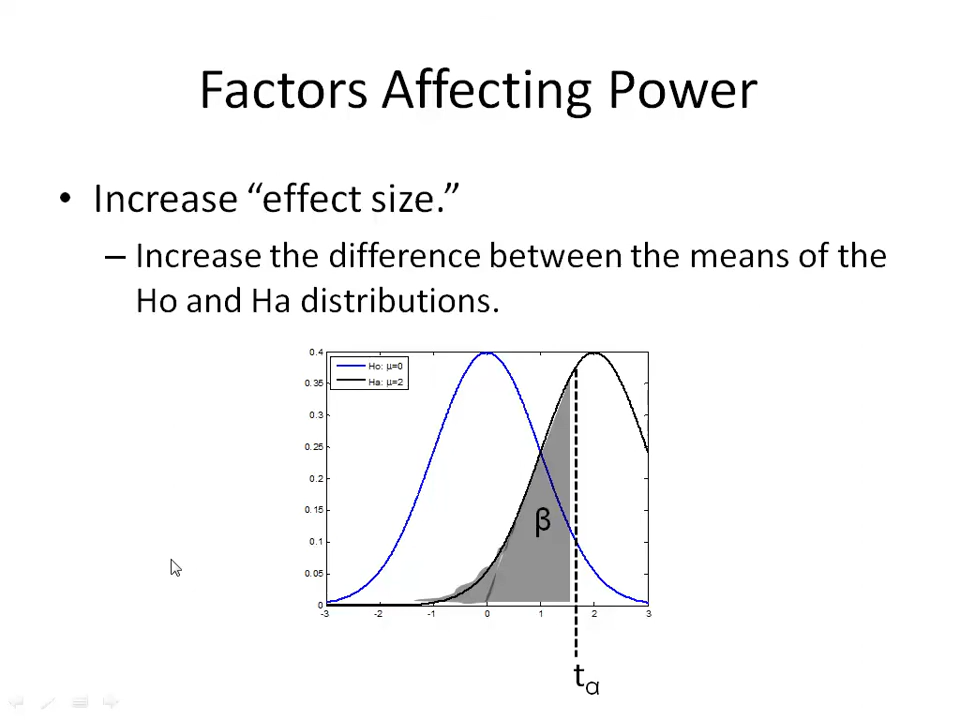 Factors Affecting Power
• Increase “effect size.”
– Increase the difference between the means of the
Ho and Ha distributions.
0.4
0.35
0.3
0.25
0.2
0.15
0.1
0.05
0
Ho: μ=0
Ha: μ=2
β
-3 -2 -1 0 1 2 3
tα